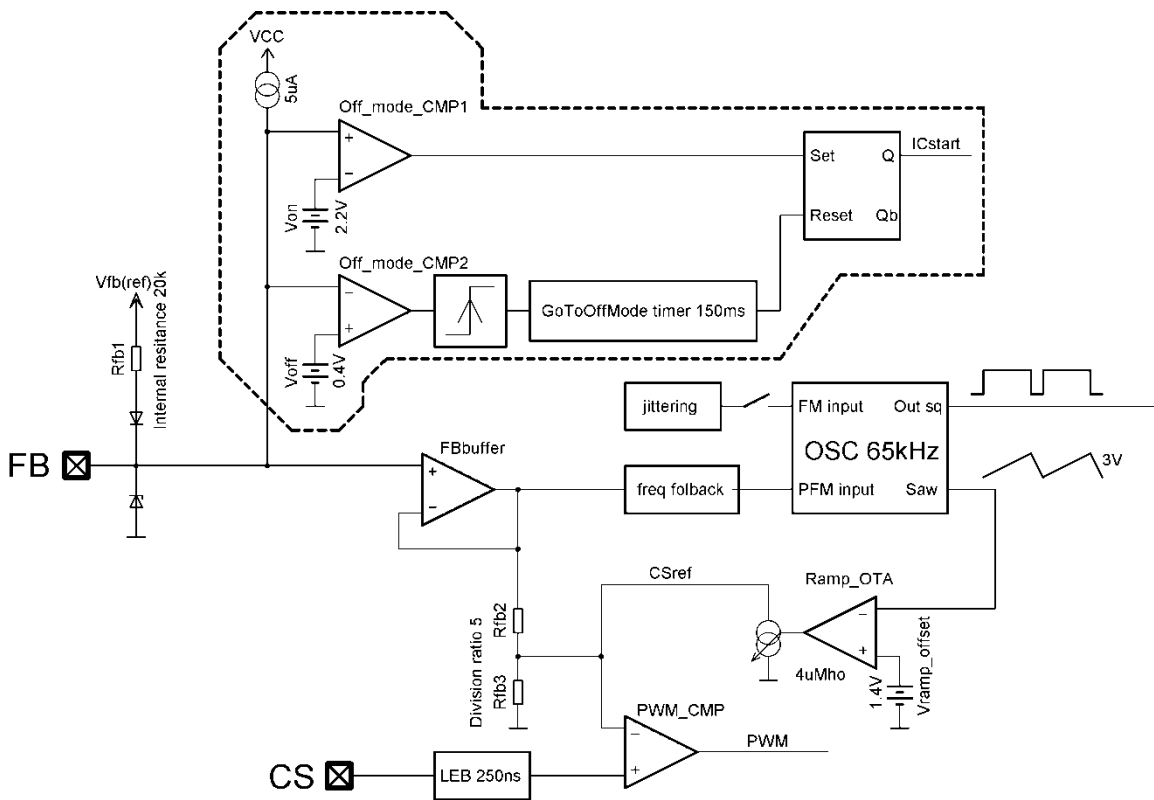 VCC
5uA
Off_mode_CMP1
+
−
Von
2.2V
Set
Q
ICstart
Reset
Qb
Off_mode_CMP2
−
+
Voff
0.4V
GoToOffMode timer 150ms
Vfb(ref)
Rfb1
Internal resitance 20k
FB
FBbuffer
+
−
jittering
freq folback
FM input
Out sq
OSC 65kHz
PFM input
Saw
3V
CSref
Ramp_OTA
−
+
4uMho
1.4V
Vramp_offset
Rfb2
Division ratio 5
Rfb3
PWM_CMP
−
+
PWM
CS
LEB 250ns